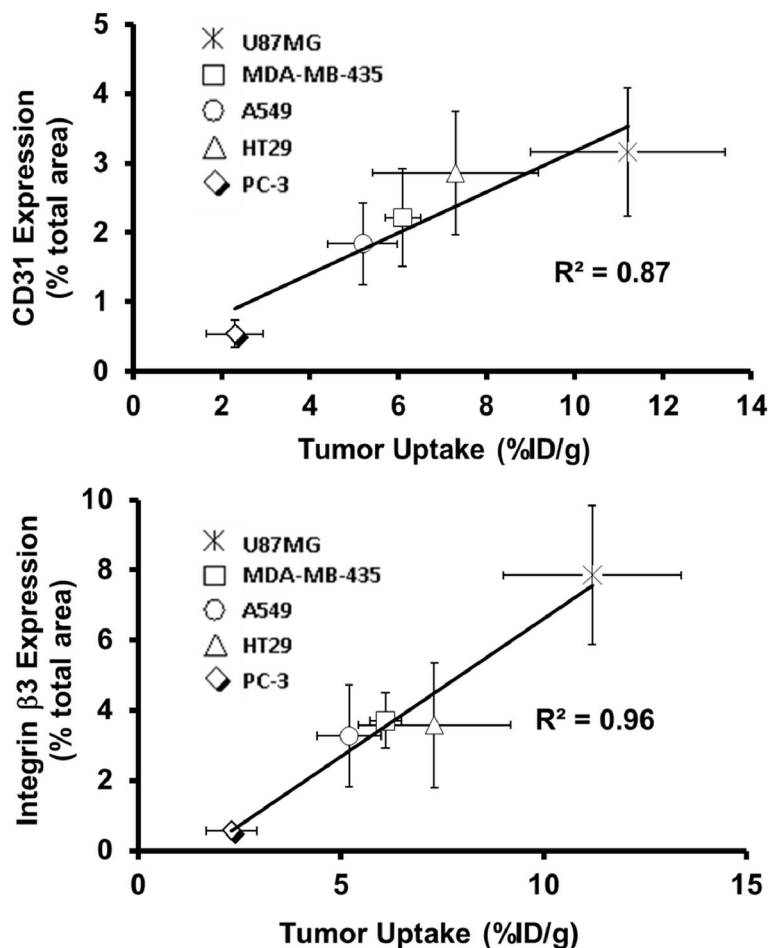 5
4
3
2
1
0
CD31 Expression
(% total area)
U87MG
MDA-MB-435
A549
HT29
PC-3
R² = 0.87
0 2 4 6 8 10 12 14
Tumor Uptake (%ID/g)
10
8
6
4
2
0
Integrin β3 Expression
(% total area)
U87MG
MDA-MB-435
A549
HT29
PC-3
R² = 0.96
0 5 10 15
Tumor Uptake (%ID/g)